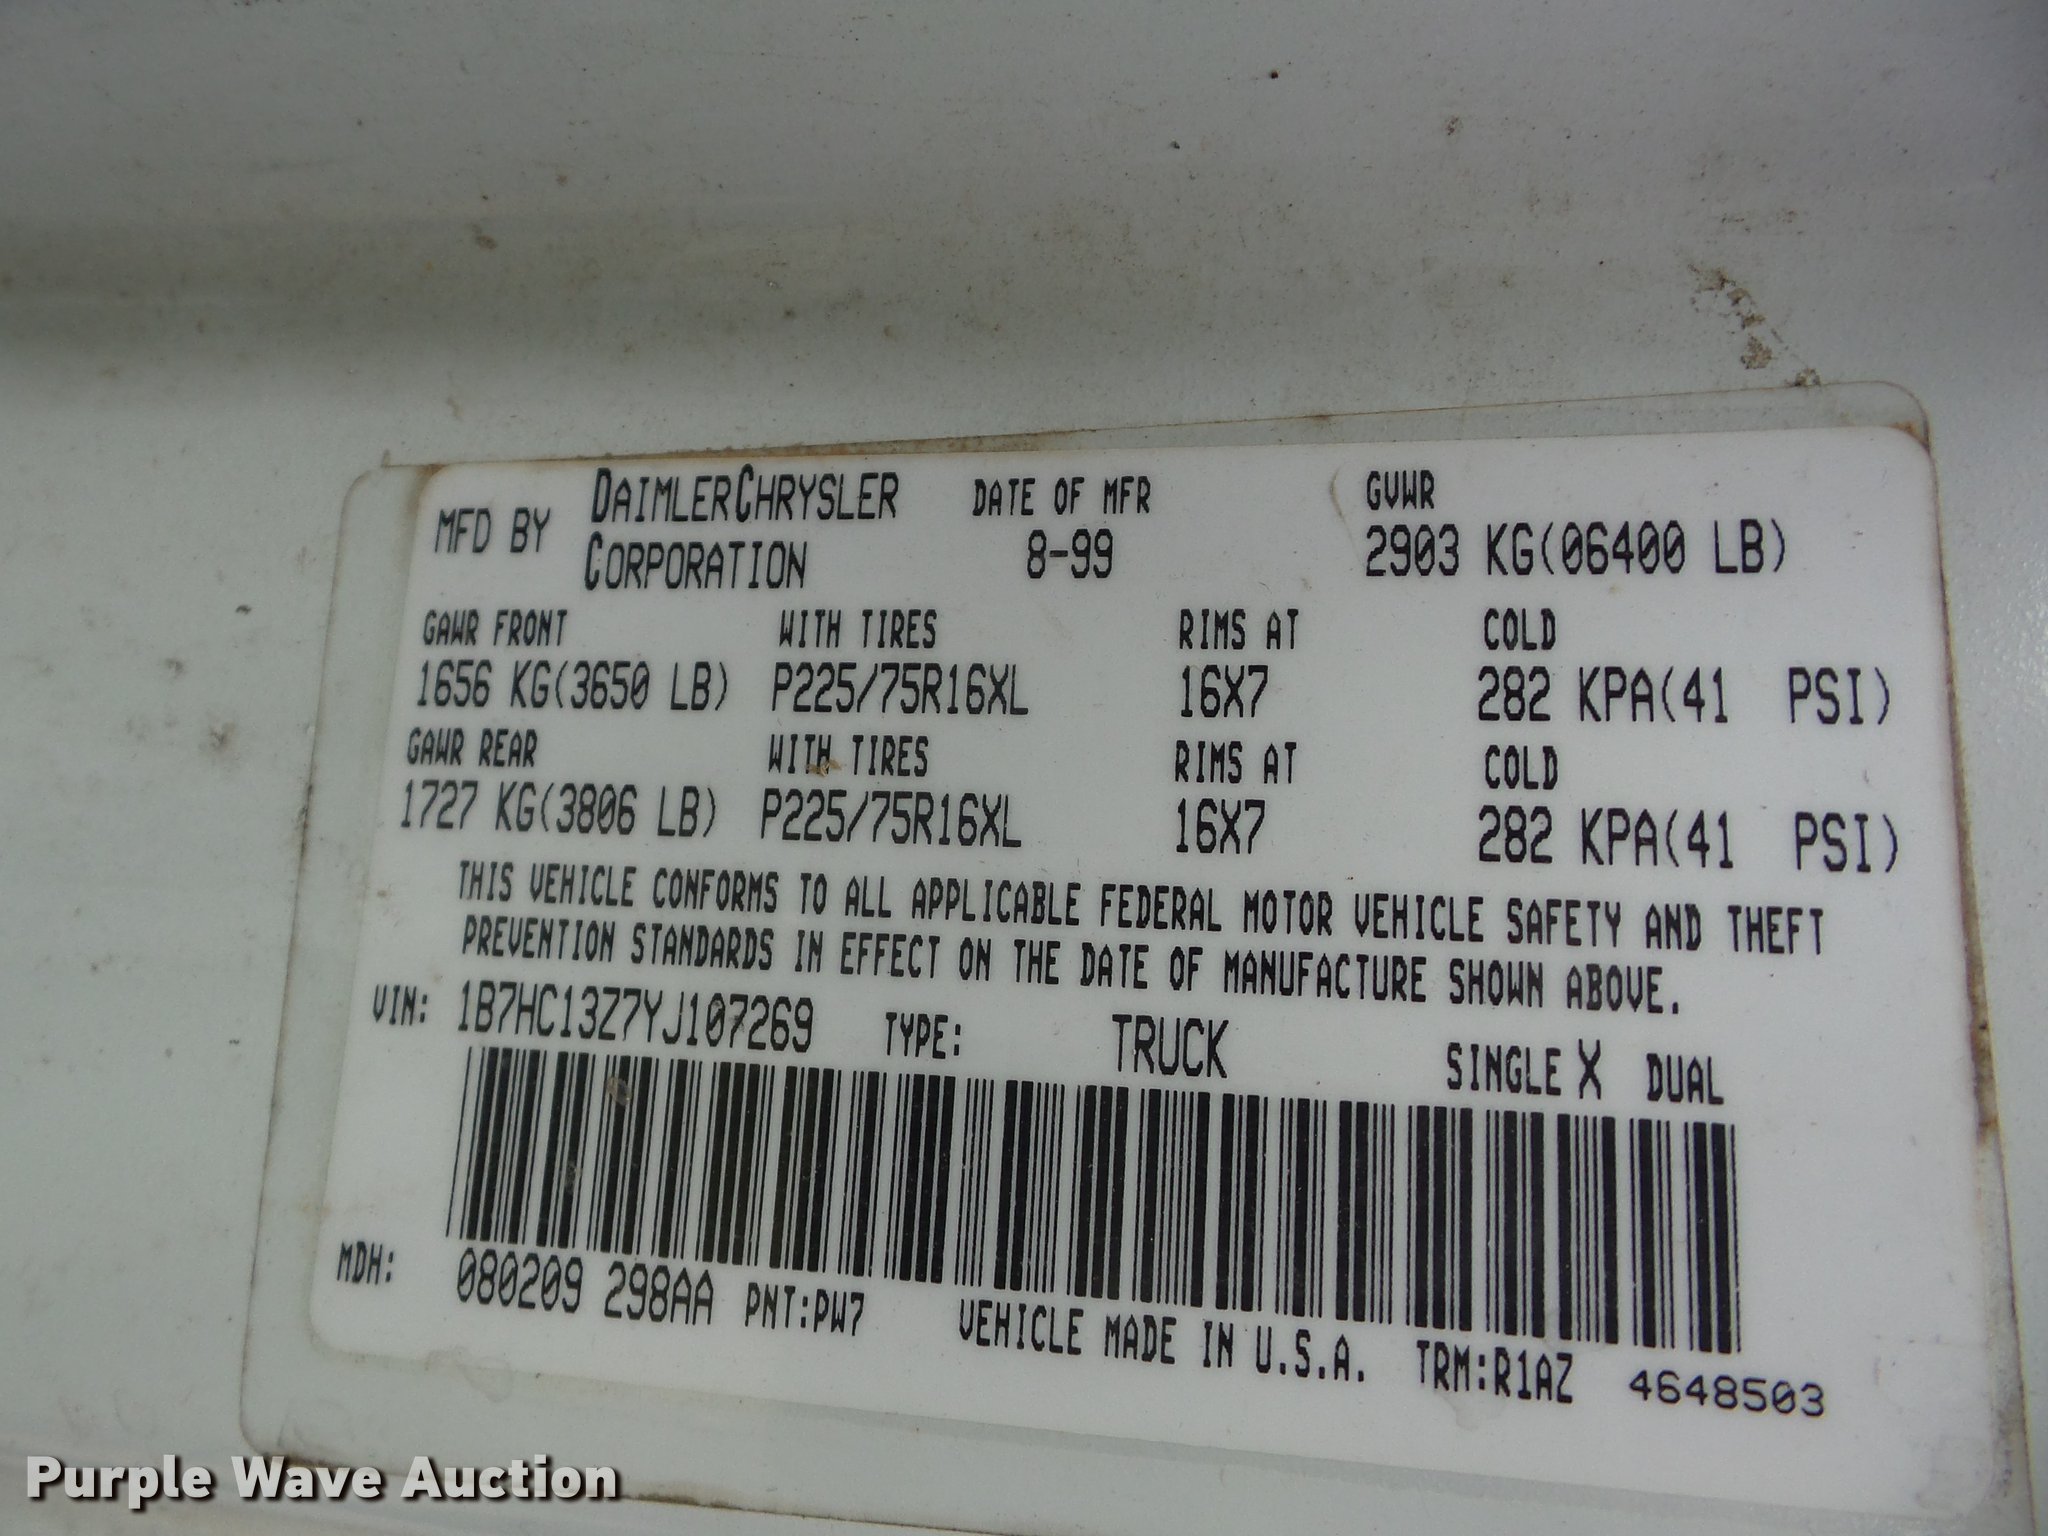 MFD BY DAIMLERCHRYSLER CORPORATION DATE OF MFR 8-99 GVWR 2903 KG(06400 LB)
GAWR FRONT WITH TIRES RIMS AT COLD
1656 KG(3650 LB) P225/75R16XL 16X7 282 KPA(41 PSI)
GAWR REAR WITH TIRES RIMS AT COLD
1727 KG(3806 LB) P225/75R16XL 16X7 282 KPA(41 PSI)
THIS VEHICLE CONFORMS TO ALL APPLICABLE FEDERAL MOTOR VEHICLE SAFETY AND THEFT
PREVENTION STANDARDS IN EFFECT ON THE DATE OF MANUFACTURE SHOWN ABOVE.
VIN: 1B7HC13Z7YJ107269 TYPE: TRUCK SINGLE X DUAL
MDH: 080209 298AA PNT:PW7 VEHICLE MADE IN U.S.A. TRM:R1AZ 4648503
Purple Wave Auction